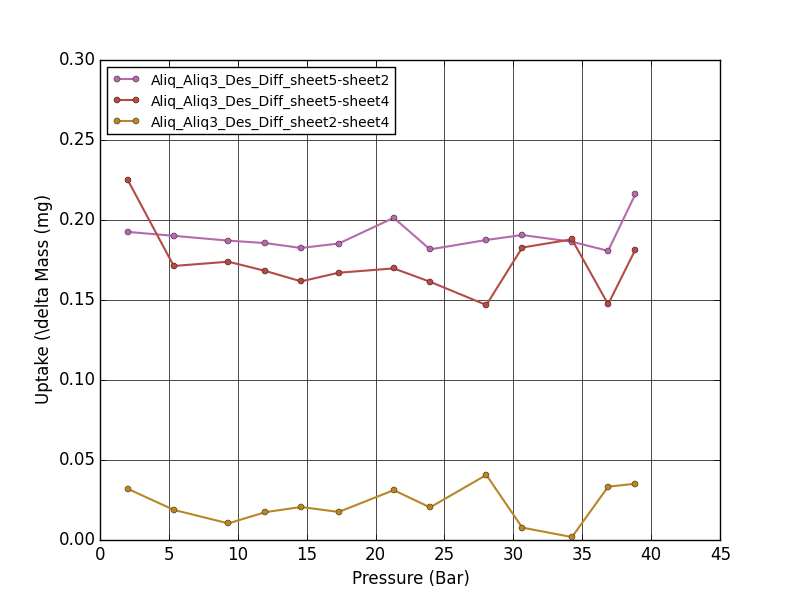 0.30
0.25
0.20
0.15
0.10
0.05
0.00
Uptake (\delta Mass (mg)
Aliq_Aliq3_Des_Diff_sheet5-sheet2
Aliq_Aliq3_Des_Diff_sheet5-sheet4
Aliq_Aliq3_Des_Diff_sheet2-sheet4
0 5 10 15 20 25 30 35 40 45
Pressure (Bar)